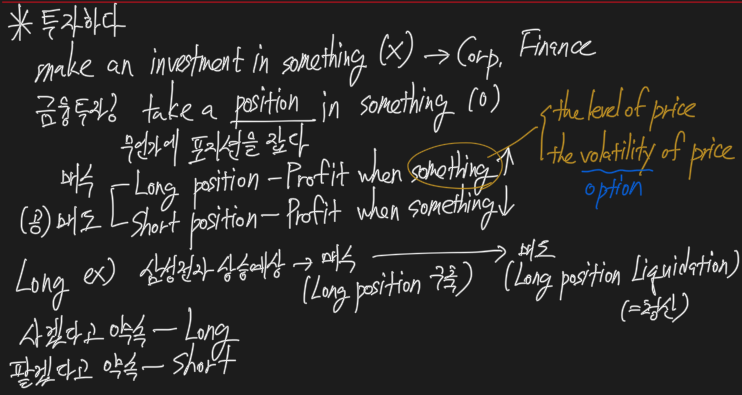 * 투자하다
make an investment in something (X) → Corp. Finance
금융투자? take a position in something (O)
무언가에 포지션을 갖다
the level of price
the volatility of price
option
매수 Long position - Profit when something ↑
(공)매도 Short position - Profit when something ↓
Long ex) 삼성전자 상승예상 → 매수 → 매도
(Long position 구축) (Long position Liquidation)
(=청산)
사겠다고 약속 - Long
팔겠다고 약속 - Short